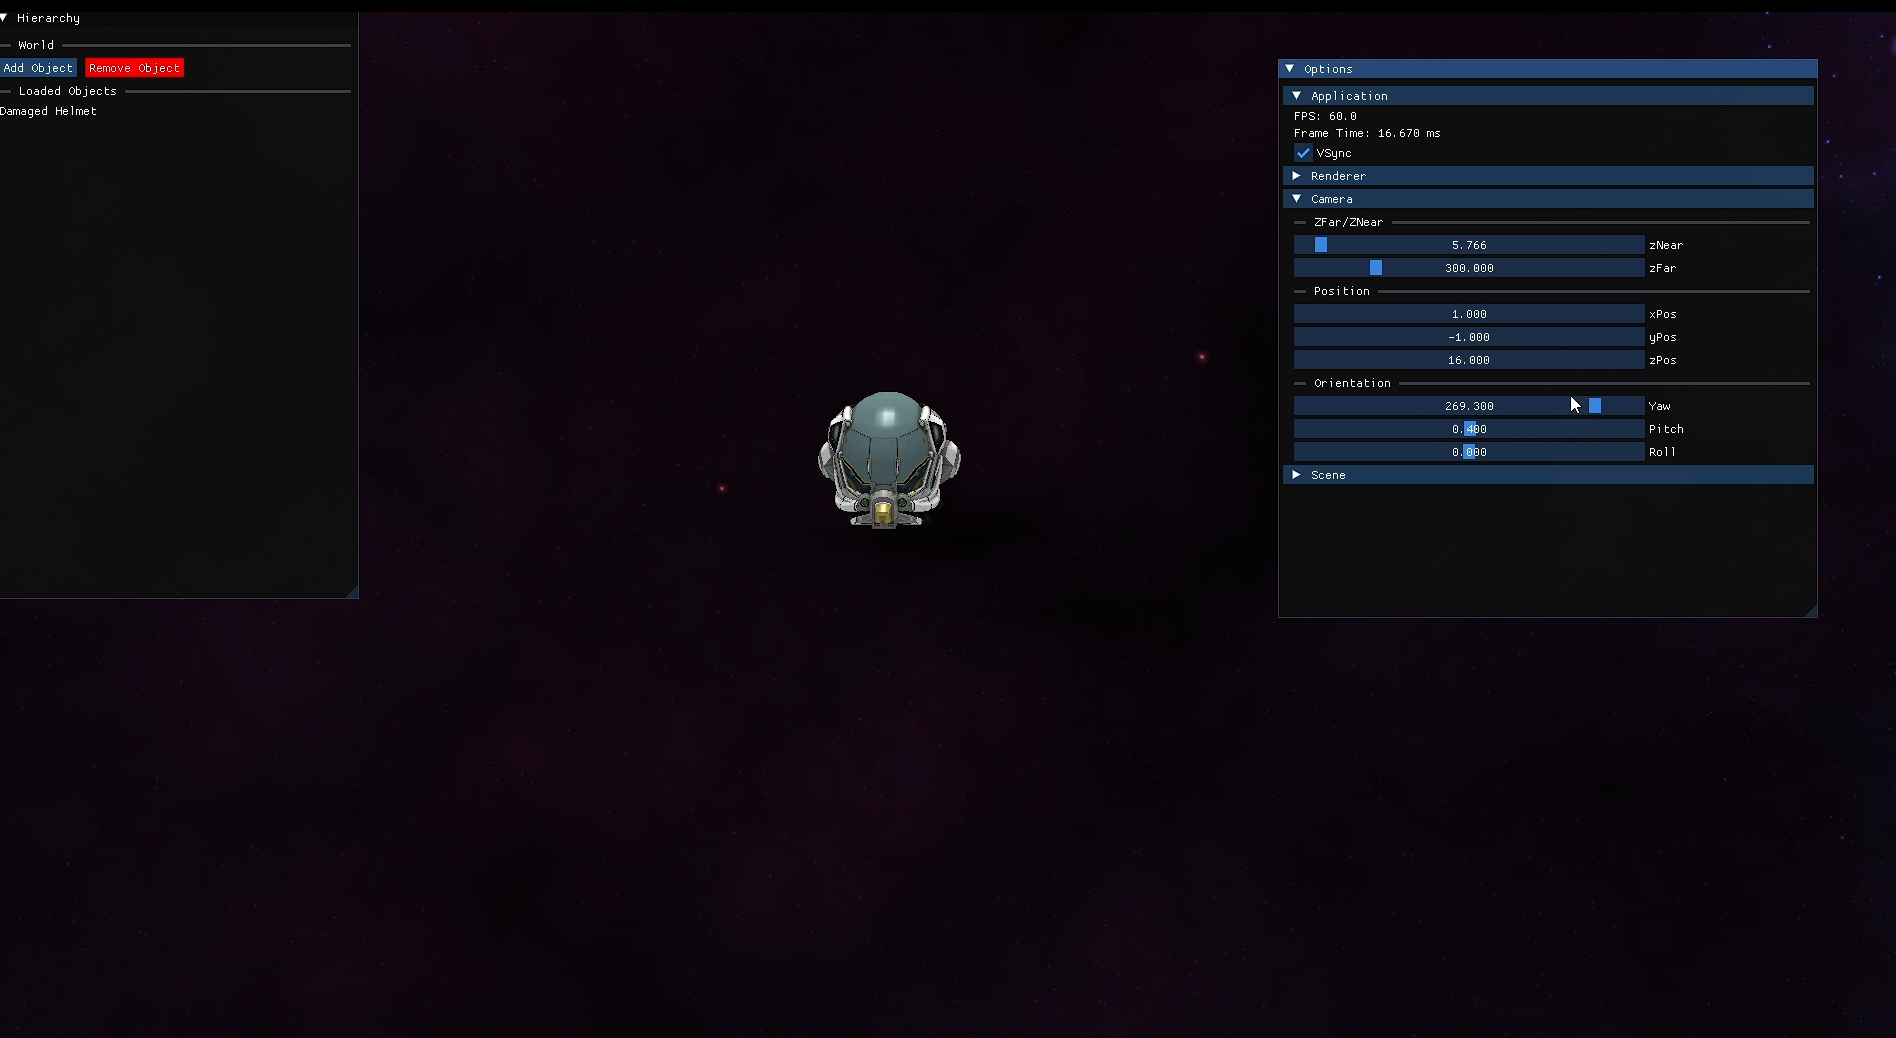 Hierarchy
World
Add Object Remove Object
Loaded Objects
Damaged Helmet
Options
Application
FPS: 60.0
Frame Time: 16.670 ms
VSync
Renderer
Camera
ZFar/ZNear
5.766 zNear
300.000 zFar
Position
1.000 xPos
-1.000 yPos
16.000 zPos
Orientation
269.300 Yaw
0.400 Pitch
0.000 Roll
Scene